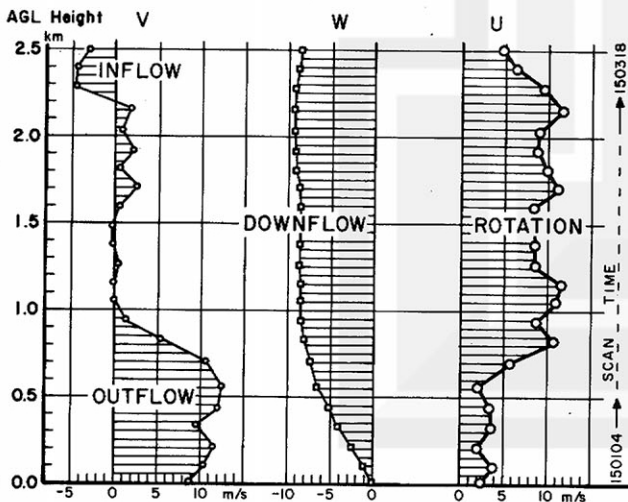 AGL Height V W U
km
2.5
INFLOW
2.0
1.5
DOWNFLOW ROTATION
1.0
0.5
OUTFLOW
0.0
-5 0 5 10 m/s -10 -5 0 0 5 10 m/s
150104 → SCAN TIME → 150318